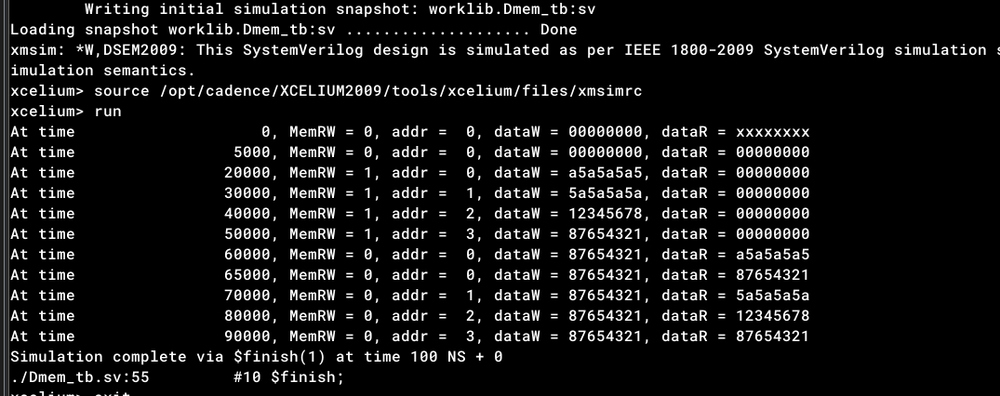 Writing initial simulation snapshot: worklib.Dmem_tb:sv
Loading snapshot worklib.Dmem_tb:sv .................... Done
xmsim: *W,DSEM2009: This SystemVerilog design is simulated as per IEEE 1800-2009 SystemVerilog simulation s
imulation semantics.
xcelium> source /opt/cadence/XCELIUM2009/tools/xcelium/files/xmsimrc
xcelium> run
At time                    0, MemRW = 0, addr =  0, dataW = 00000000, dataR = xxxxxxxx
At time                 5000, MemRW = 0, addr =  0, dataW = 00000000, dataR = 00000000
At time                20000, MemRW = 1, addr =  0, dataW = a5a5a5a5, dataR = 00000000
At time                30000, MemRW = 1, addr =  1, dataW = 5a5a5a5a, dataR = 00000000
At time                40000, MemRW = 1, addr =  2, dataW = 12345678, dataR = 00000000
At time                50000, MemRW = 1, addr =  3, dataW = 87654321, dataR = 00000000
At time                60000, MemRW = 0, addr =  0, dataW = 87654321, dataR = a5a5a5a5
At time                65000, MemRW = 0, addr =  0, dataW = 87654321, dataR = 87654321
At time                70000, MemRW = 0, addr =  1, dataW = 87654321, dataR = 5a5a5a5a
At time                80000, MemRW = 0, addr =  2, dataW = 87654321, dataR = 12345678
At time                90000, MemRW = 0, addr =  3, dataW = 87654321, dataR = 87654321
Simulation complete via $finish(1) at time 100 NS + 0
./Dmem_tb.sv:55         #10 $finish;
xcelium> exit